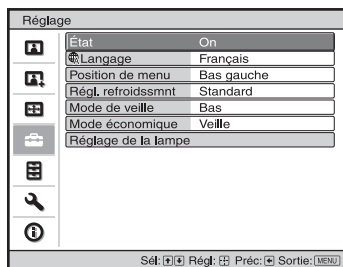 Réglage
État On
Langage Français
Position de menu Bas gauche
Régl. refroidssmnt Standard
Mode de veille Bas
Mode économique Veille
Réglage de la lampe
Sél: Régl: Préc: Sortie: MENU